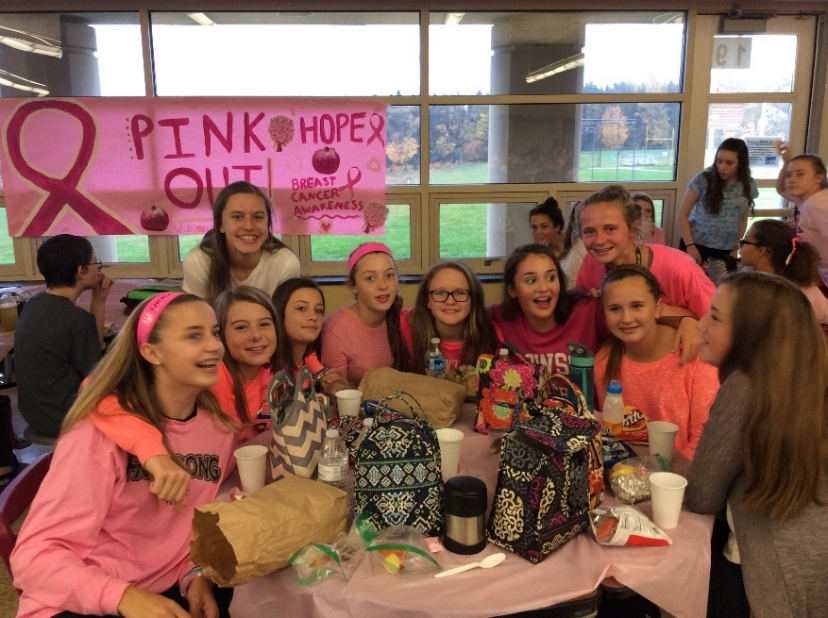 PINK HOPE
OUT!
BREAST
CANCER
AWARENESS
19